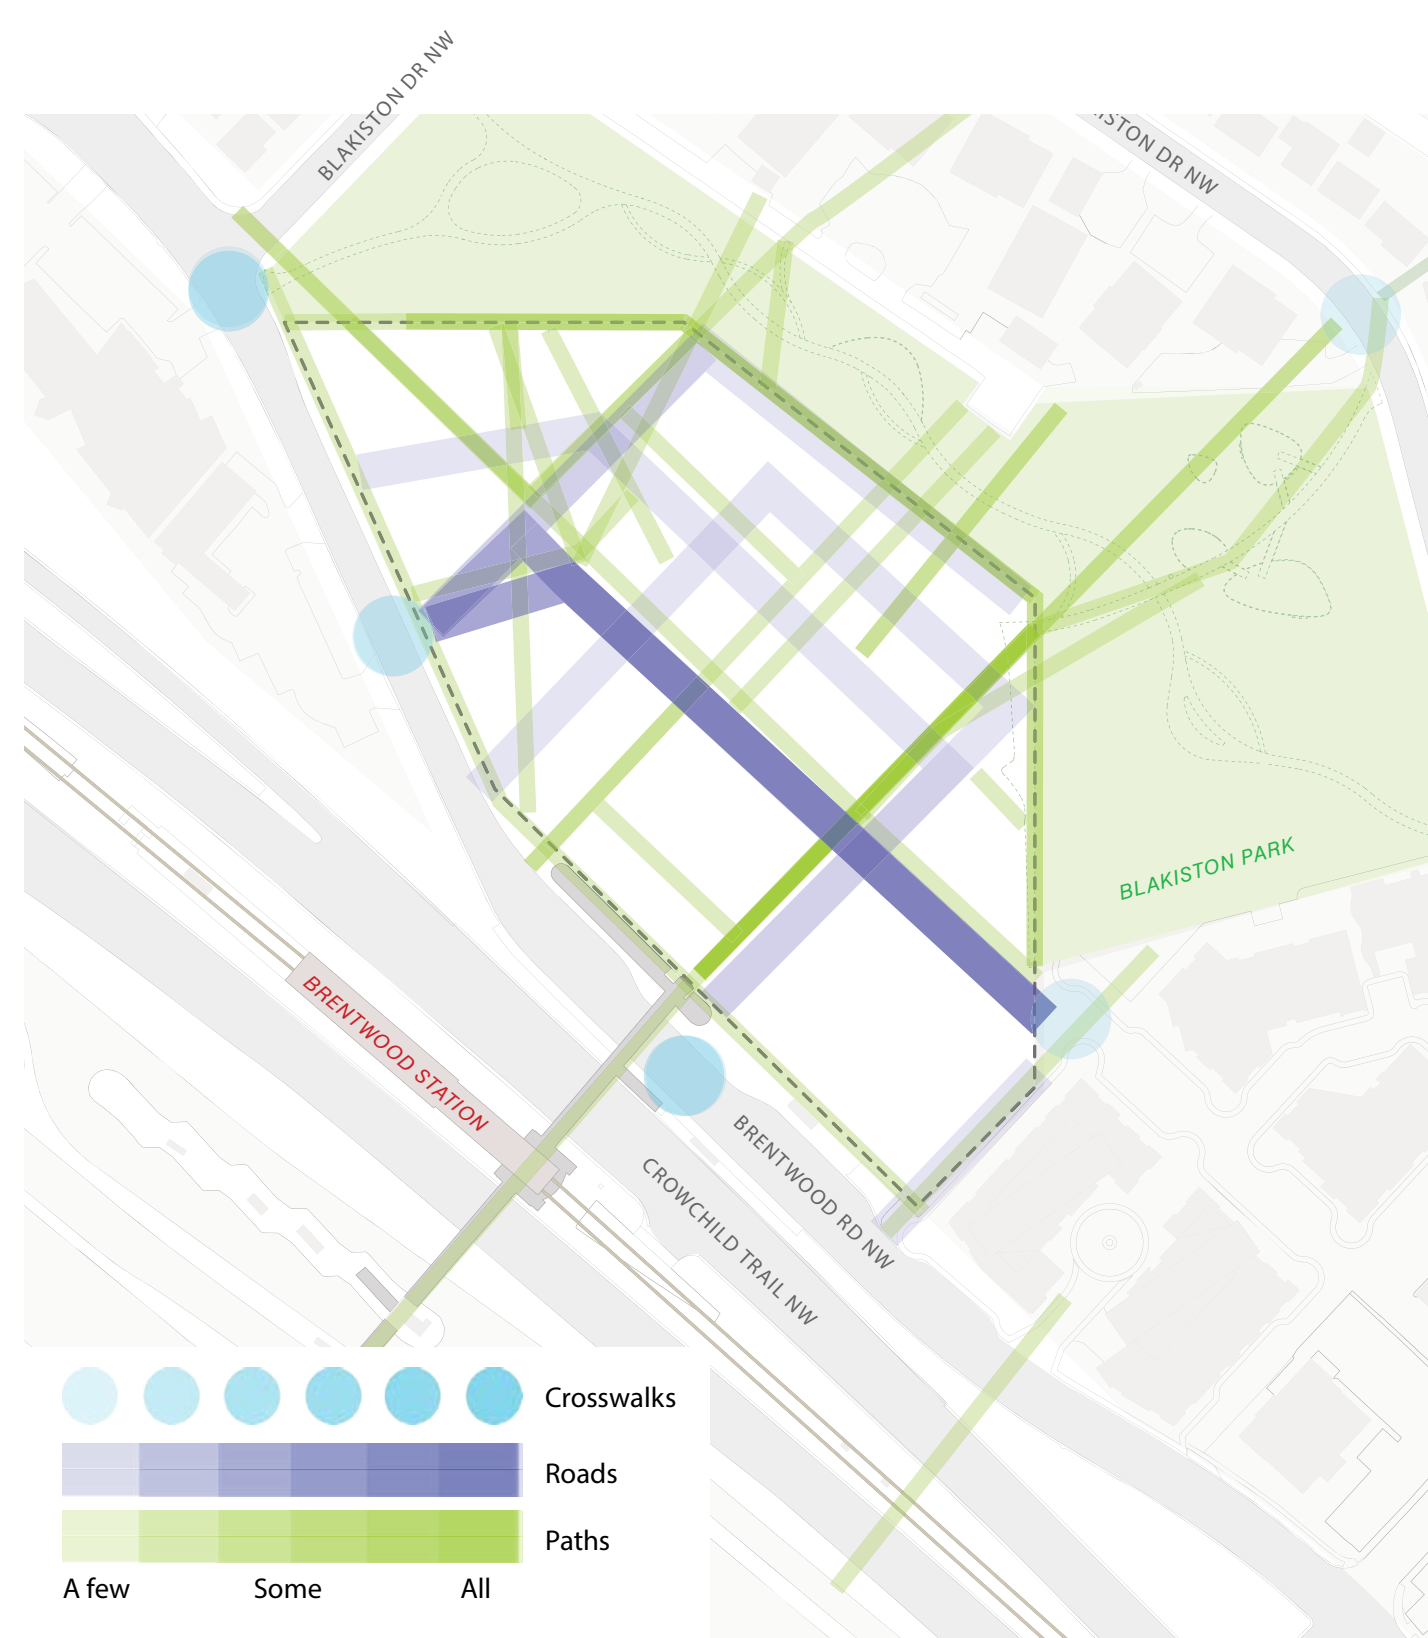 BLAKISTON DR NW
ISTON DR NW
BLAKISTON PARK
BRENTWOOD STATION
BRENTWOOD RD NW
CROWCHILD TRAIL NW
Crosswalks
Roads
Paths
A few Some All